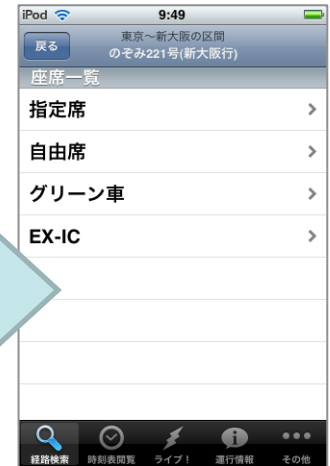 iPod 9:49
戻る
東京～新大阪の区間
のぞみ221号(新大阪行)
座席一覧
指定席
自由席
グリーン車
EX-IC
経路検索 時刻表閲覧 ライブ! 運行情報 その他